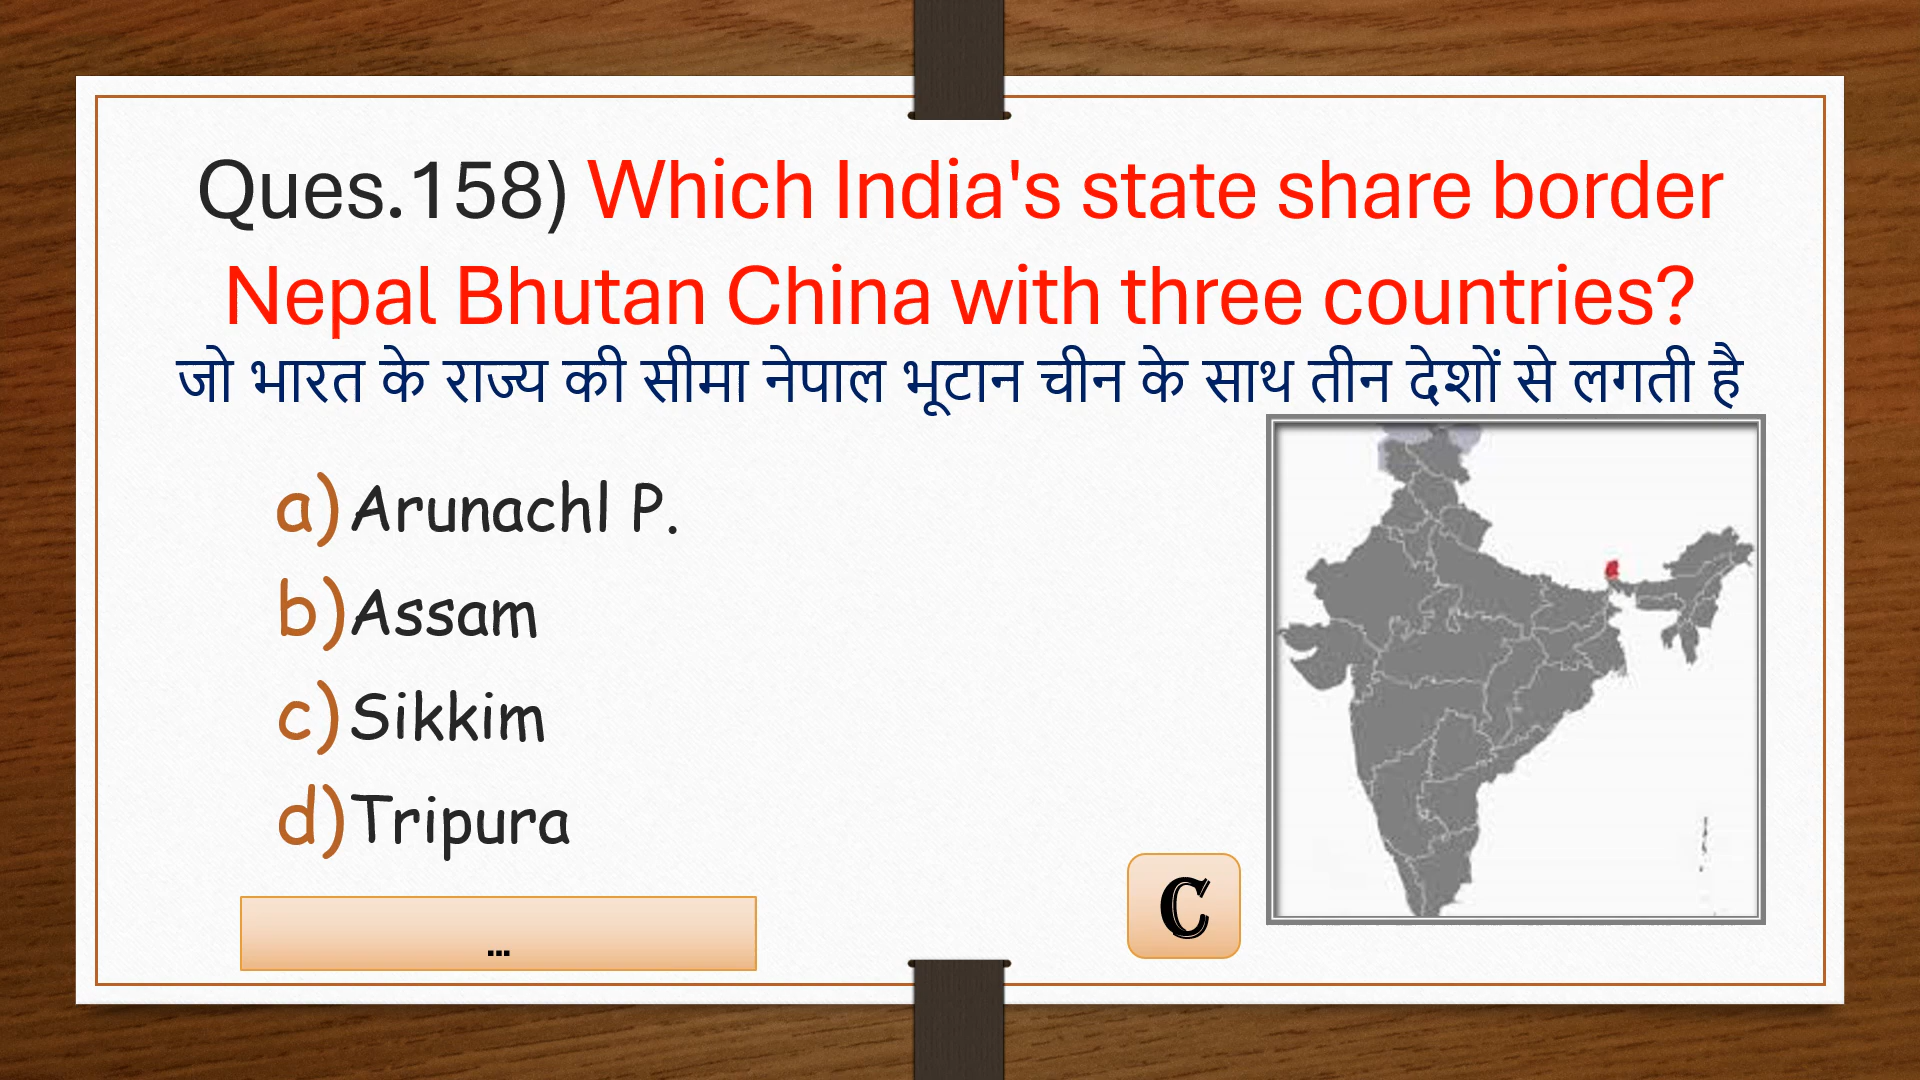 Ques.158) Which India's state share border
Nepal Bhutan China with three countries?
जो भारत के राज्य की सीमा नेपाल भूटान चीन के साथ तीन देशों से लगती है
a) Arunachl P.
b) Assam
c) Sikkim
d) Tripura
...
C